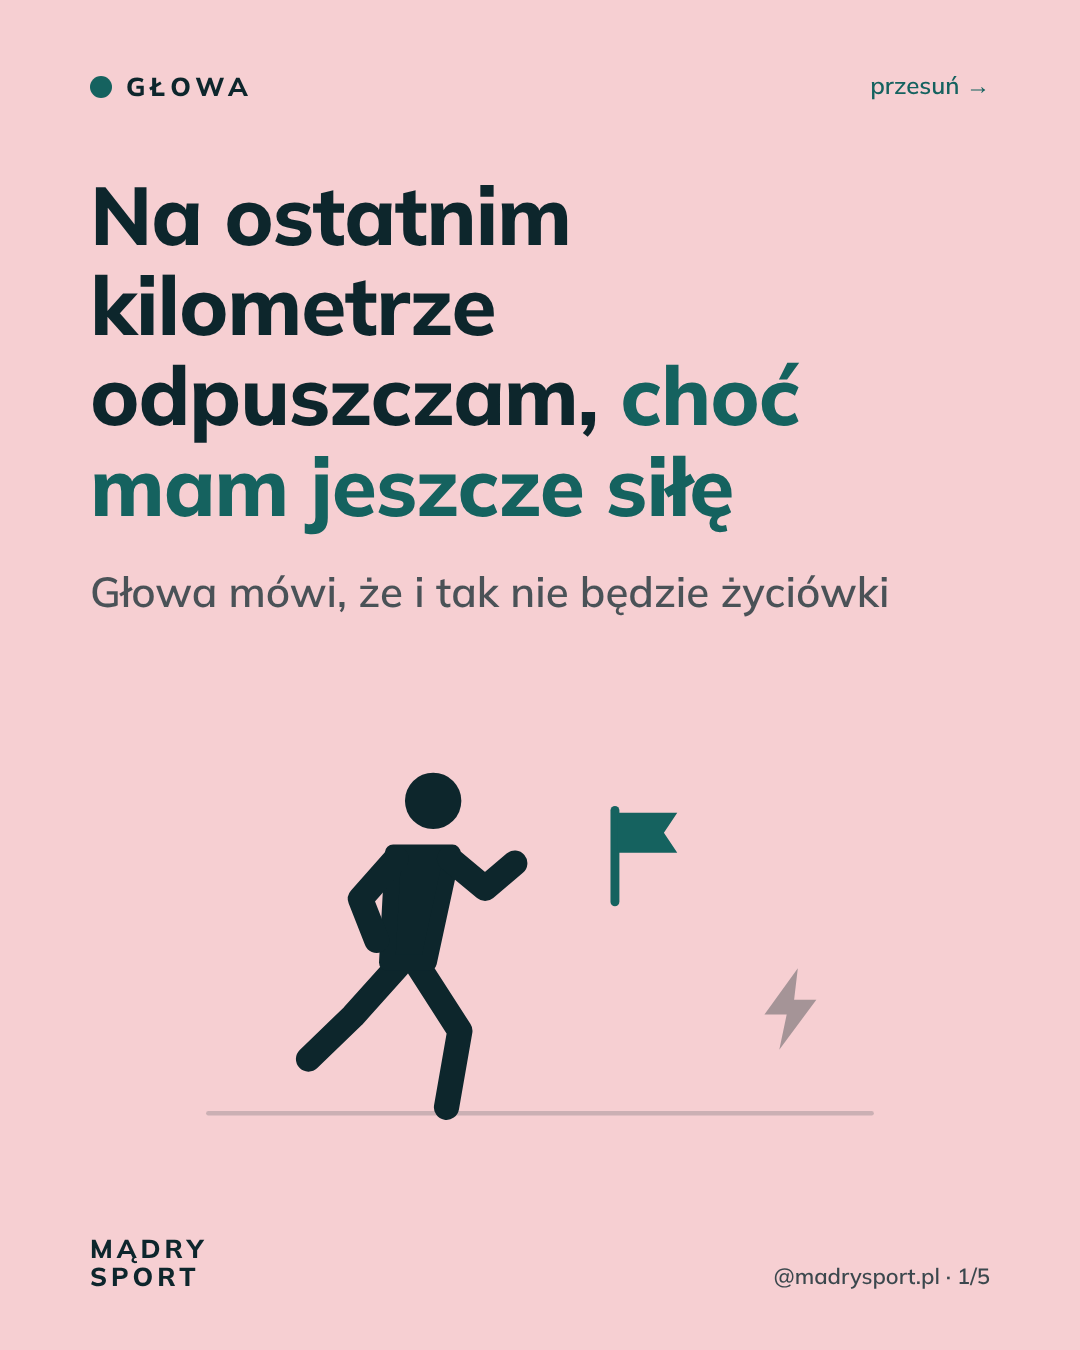 GŁOWA
przesuń →
Na ostatnim
kilometrze
odpuszczam, choć
mam jeszcze siłę
Głowa mówi, że i tak nie będzie życiówki
MĄDRY
SPORT
@madrysport.pl · 1/5